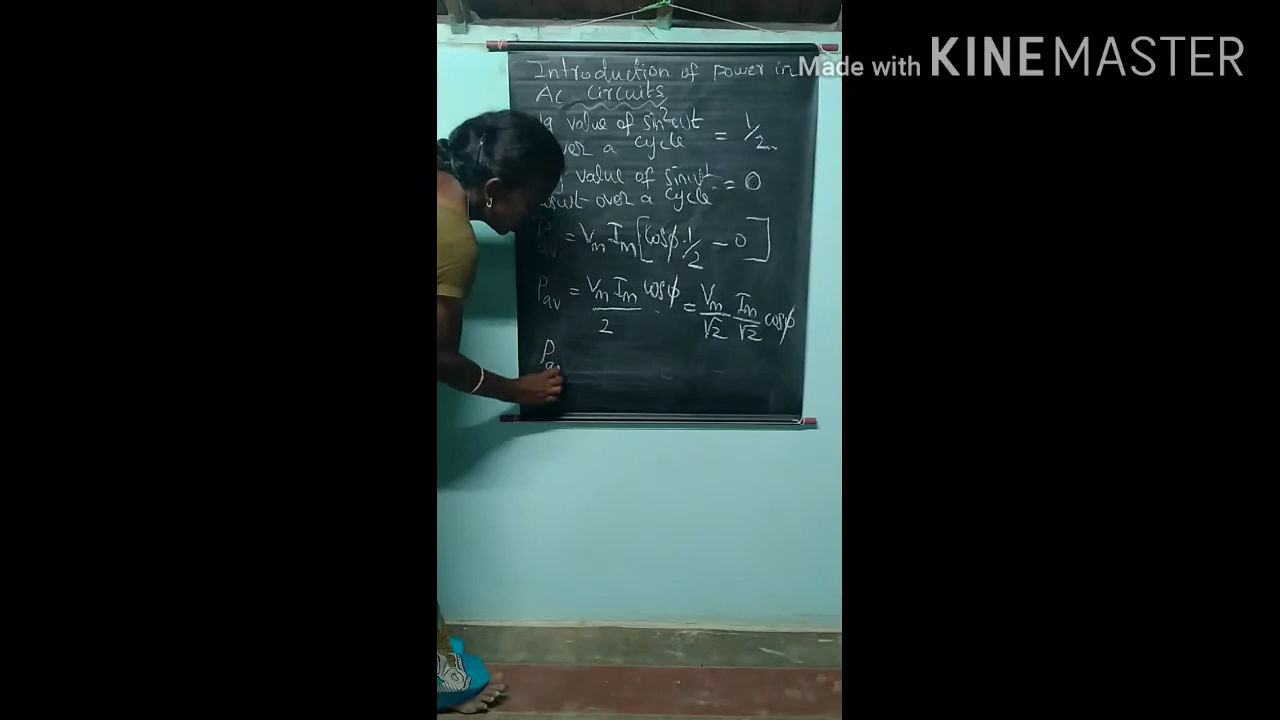 Made with KINEMASTER
Introduction of power in
Ac Circuits
value of sin²ωt
over a cycle = 1/2
value of sinωt
cosωt over a cycle = 0
P av = Vm Im [cosϕ.1/2 - 0]
Pav = Vm Im cosϕ / 2 = Vm/√2 Im/√2 cosϕ
Pav